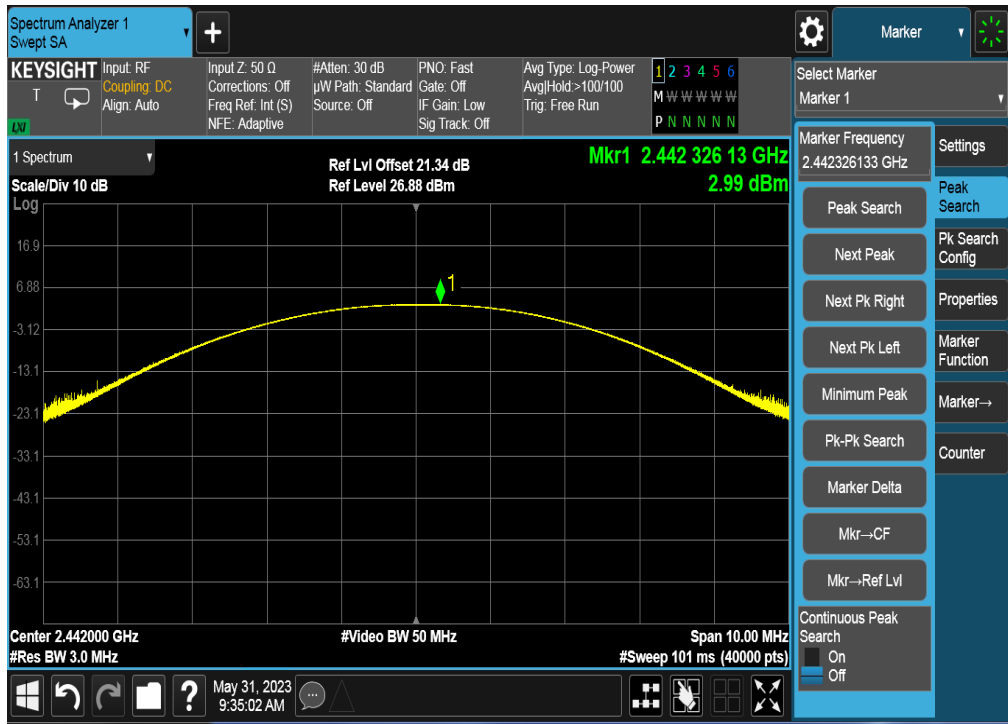 Spectrum Analyzer 1
Swept SA
Marker
KEYSIGHT
Input: RF
Coupling: DC
Align: Auto
T
LXI
Input Z: 50 Ω
Corrections: Off
Freq Ref: Int (S)
NFE: Adaptive
#Atten: 30 dB
µW Path: Standard
Source: Off
PNO: Fast
Gate: Off
IF Gain: Low
Sig Track: Off
Avg Type: Log-Power
Avg|Hold:>100/100
Trig: Free Run
1 2 3 4 5 6
M W W W W W
P N N N N N
Select Marker
Marker 1
1 Spectrum
Scale/Div 10 dB
Log
Ref Lvl Offset 21.34 dB
Ref Level 26.88 dBm
Mkr1 2.442 326 13 GHz
2.99 dBm
16.9
6.88
-3.12
-13.1
-23.1
-33.1
-43.1
-53.1
-63.1
1
Center 2.442000 GHz
#Res BW 3.0 MHz
#Video BW 50 MHz
Span 10.00 MHz
#Sweep 101 ms (40000 pts)
Marker Frequency
2.442326133 GHz
Peak Search
Next Peak
Next Pk Right
Next Pk Left
Minimum Peak
Pk-Pk Search
Marker Delta
Mkr→CF
Mkr→Ref Lvl
Continuous Peak
Search
On
Off
Settings
Peak
Search
Pk Search
Config
Properties
Marker
Function
Marker→
Counter
?
May 31, 2023
9:35:02 AM